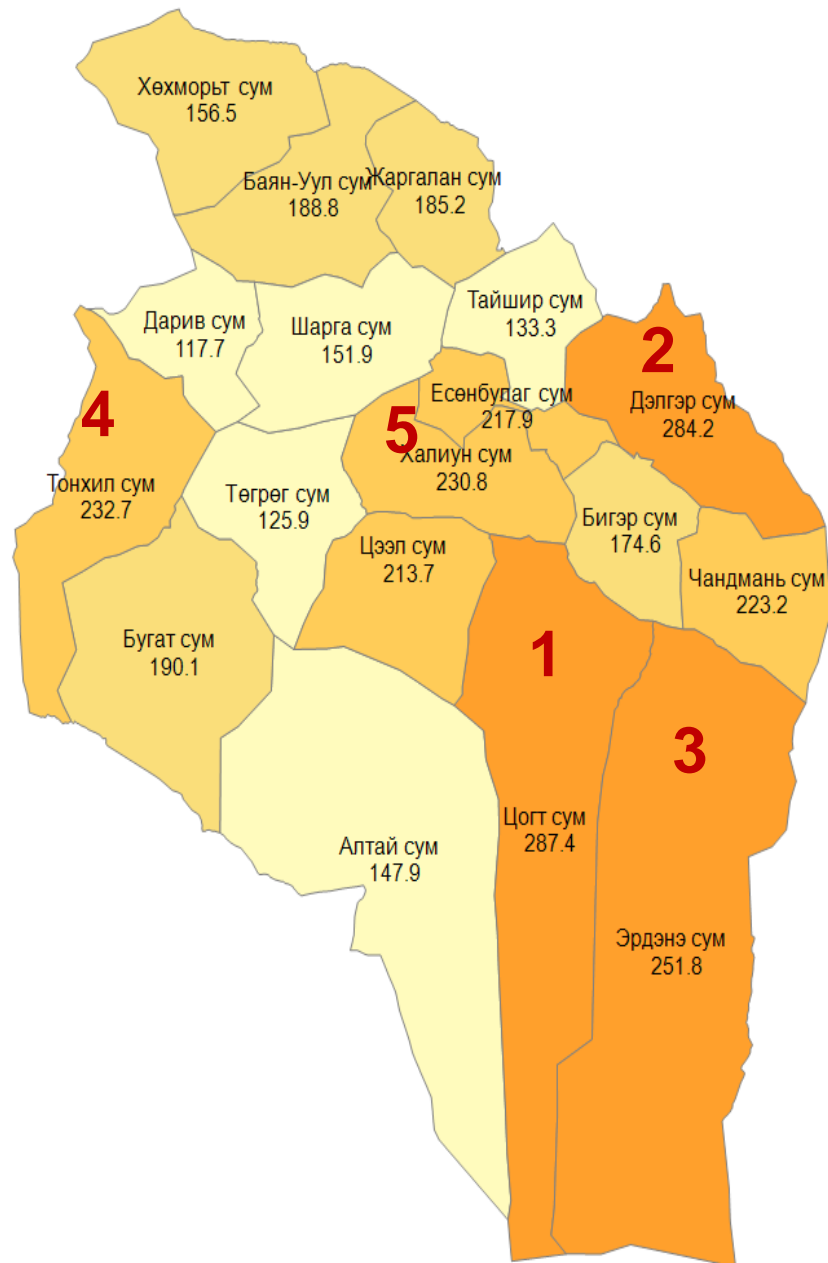 Хөхморьт сум
156.5
Баян-Уул сум
188.8
Жаргалан сум
185.2
Тайшир сум
133.3
Дарив сум
117.7
Шарга сум
151.9
2
Дэлгэр сум
284.2
4
Тонхил сум
232.7
Есөнбулаг сум
217.9
5
Халиун сум
230.8
Төгрөг сум
125.9
Бигэр сум
174.6
Цээл сум
213.7
Чандмань сум
223.2
Бугат сум
190.1
1
Цогт сум
287.4
3
Эрдэнэ сум
251.8
Алтай сум
147.9